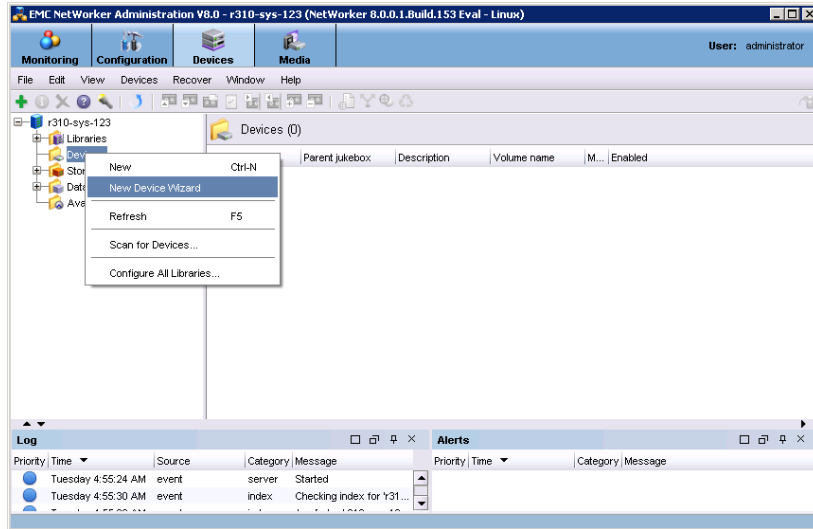 EMC NetWorker Administration V8.0 - r310-sys-123 (NetWorker 8.0.0.1.Build.153 Eval - Linux)
Monitoring Configuration Devices Media
User: administrator
File Edit View Devices Recover Window Help
r310-sys-123
Libraries
Devices (0)
Parent jukebox Description Volume name M... Enabled
New Ctrl-N
New Device Wizard
Refresh F5
Scan for Devices...
Configure All Libraries...
Log
Priority Time Source Category Message
Tuesday 4:55:24 AM event server Started
Tuesday 4:55:30 AM event index Checking index for 'r31...
Alerts
Priority Time Category Message